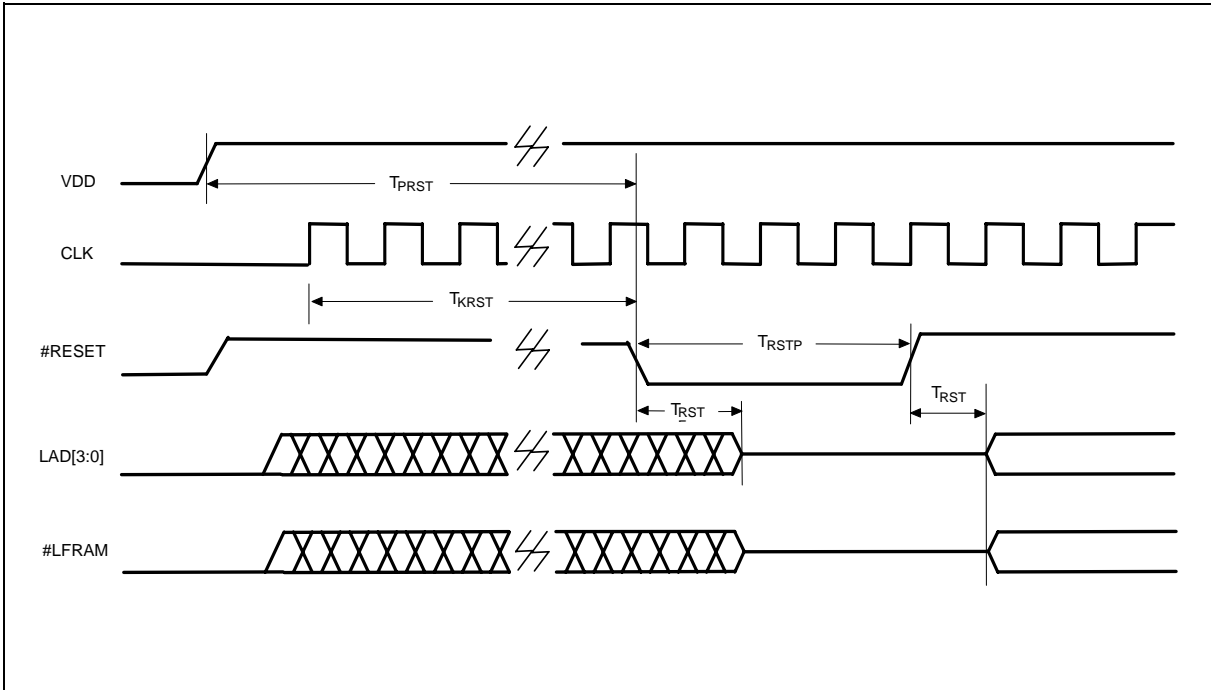 VDD
TPRST
CLK
TKRST
#RESET
TRSTP
TRST
TRST
LAD[3:0]
#LFRAM